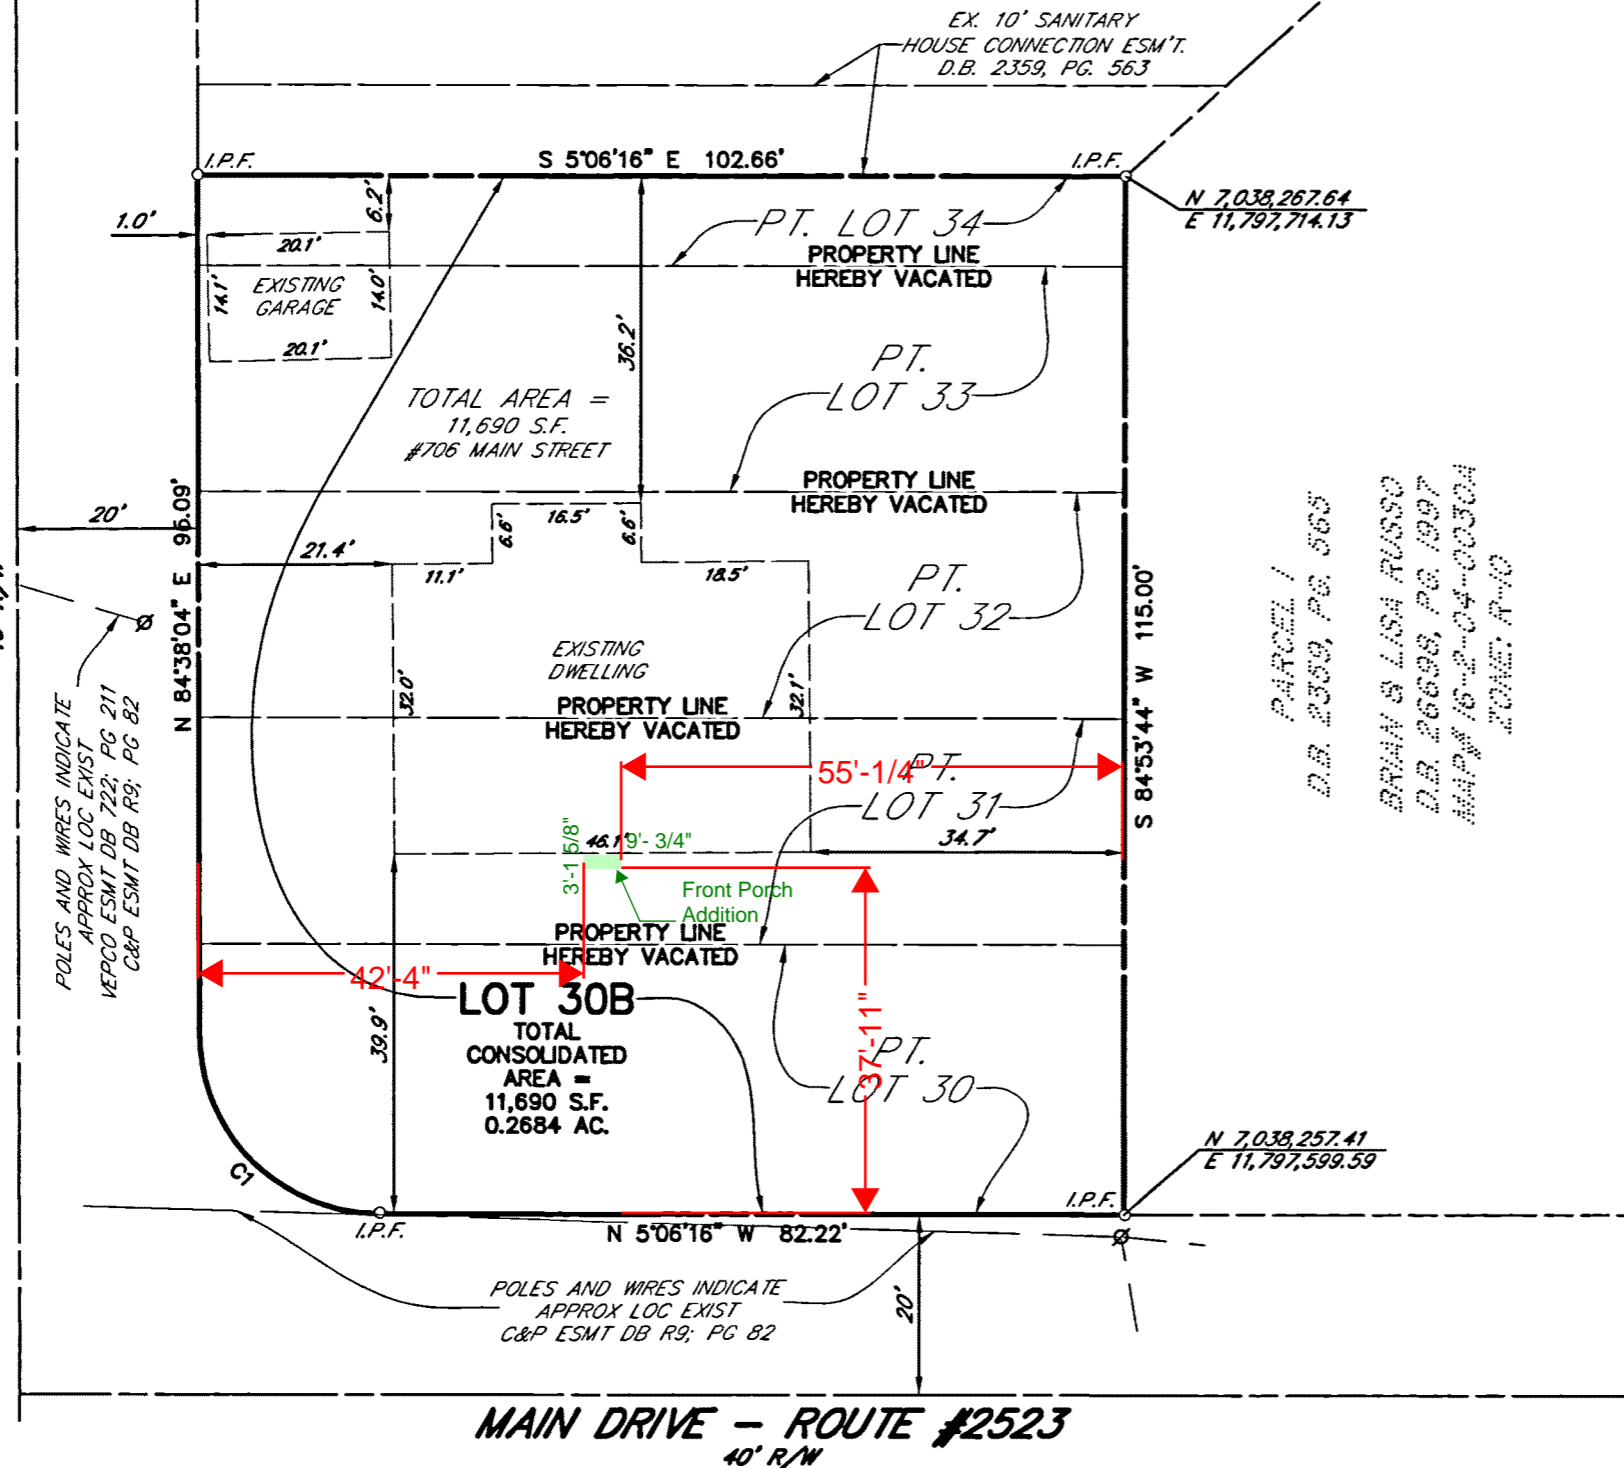 EX. 10' SANITARY
HOUSE CONNECTION ESM'T.
D.B. 2359, PG. 563
I.P.F.
S 5°06'16" E 102.66'
I.P.F.
N 7,038,267.64
E 11,797,714.13
1.0'
6.2'
20.1'
14.1'
EXISTING
GARAGE
14.0'
20.1'
PT. LOT 34
PROPERTY LINE
HEREBY VACATED
36.2'
PT.
LOT 33
TOTAL AREA =
11,690 S.F.
#706 MAIN STREET
PROPERTY LINE
HEREBY VACATED
20'
N 84°38'04" E 96.09'
21.4'
11.1'
6.6'
16.5'
6.6'
18.5'
PT.
LOT 32
S 84°53'44" W 115.00'
PARCEL 1
D.B. 2359, PG. 565
BRIAN & LISA RUSSO
D.B. 26698, PG. 1997
MAP# 16-2-04-0030A
ZONE: R-10
EXISTING
DWELLING
32.0'
32.1'
PROPERTY LINE
HEREBY VACATED
POLES AND WIRES INDICATE
APPROX LOC EXIST
VEPCO ESMT DB 722; PG 211
C&P ESMT DB R9; PG 82
55'-1/4"
PT.
LOT 31
34.7'
46.1'
9'- 3/4"
3'-1 5/8"
Front Porch
Addition
PROPERTY LINE
HEREBY VACATED
42'-4"
LOT 30B
TOTAL
CONSOLIDATED
AREA =
11,690 S.F.
0.2684 AC.
39.9'
37'-11"
PT.
LOT 30
C1
N 7,038,257.41
E 11,797,599.59
I.P.F.
I.P.F.
N 5°06'16" W 82.22'
POLES AND WIRES INDICATE
APPROX LOC EXIST
C&P ESMT DB R9; PG 82
20'
MAIN DRIVE – ROUTE #2523
40' R/W